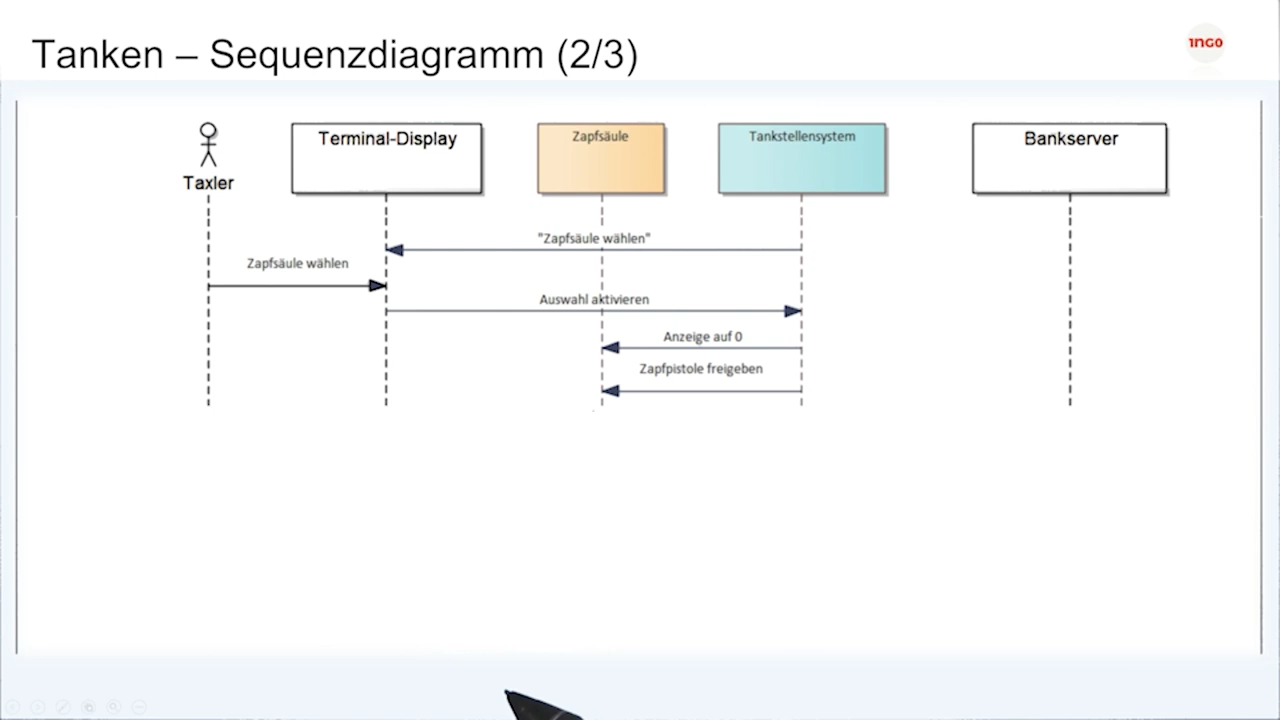 Tanken – Sequenzdiagramm (2/3)
1NGO
Taxler
Terminal-Display
Zapfsäule
Tankstellensystem
Bankserver
"Zapfsäule wählen"
Zapfsäule wählen
Auswahl aktivieren
Anzeige auf 0
Zapfpistole freigeben